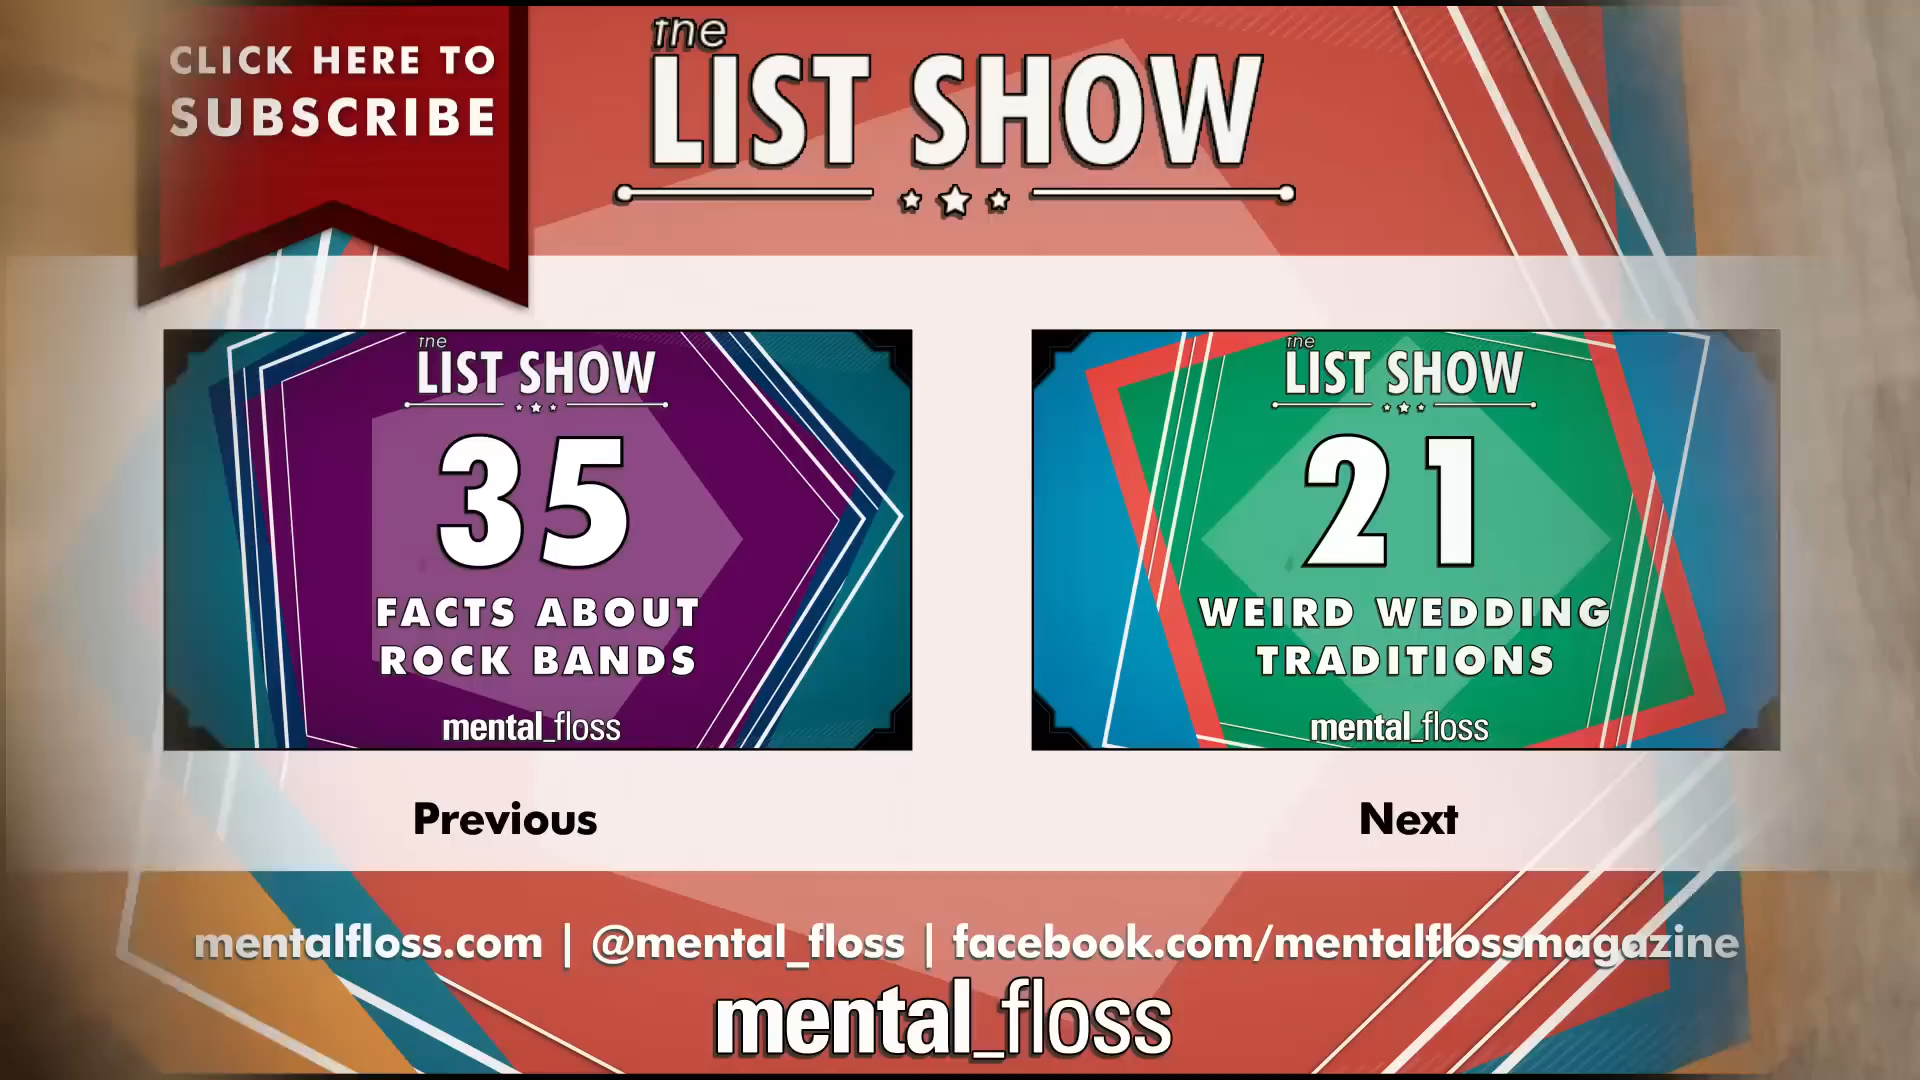 CLICK HERE TO
SUBSCRIBE
the
LIST SHOW
the
LIST SHOW
35
FACTS ABOUT
ROCK BANDS
mental_floss
Previous
the
LIST SHOW
21
WEIRD WEDDING
TRADITIONS
mental_floss
Next
mentalfloss.com | @mental_floss | facebook.com/mentalflossmagazine
mental_floss